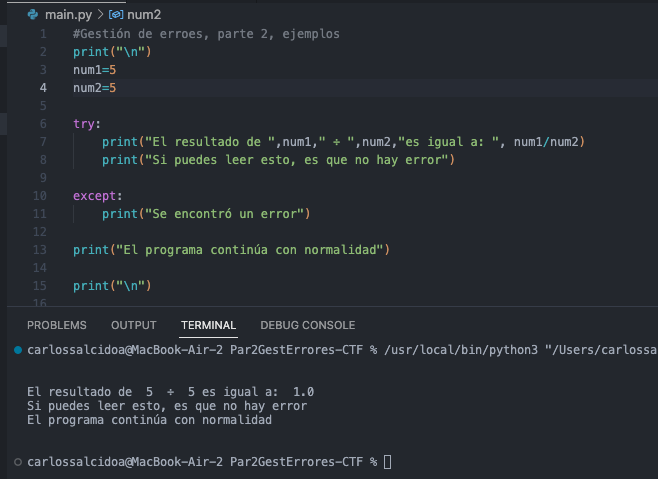 main.py > num2
1 #Gestión de erroes, parte 2, ejemplos
2 print("\n")
3 num1=5
4 num2=5
5
6 try:
7 print("El resultado de ",num1," ÷ ",num2,"es igual a: ", num1/num2)
8 print("Si puedes leer esto, es que no hay error")
9
10 except:
11 print("Se encontró un error")
12
13 print("El programa continúa con normalidad")
14
15 print("\n")
16
PROBLEMS OUTPUT TERMINAL DEBUG CONSOLE
carlossalcidoa@MacBook-Air-2 Par2GestErrores-CTF % /usr/local/bin/python3 "/Users/carlossa
El resultado de 5 ÷ 5 es igual a: 1.0
Si puedes leer esto, es que no hay error
El programa continúa con normalidad
carlossalcidoa@MacBook-Air-2 Par2GestErrores-CTF %